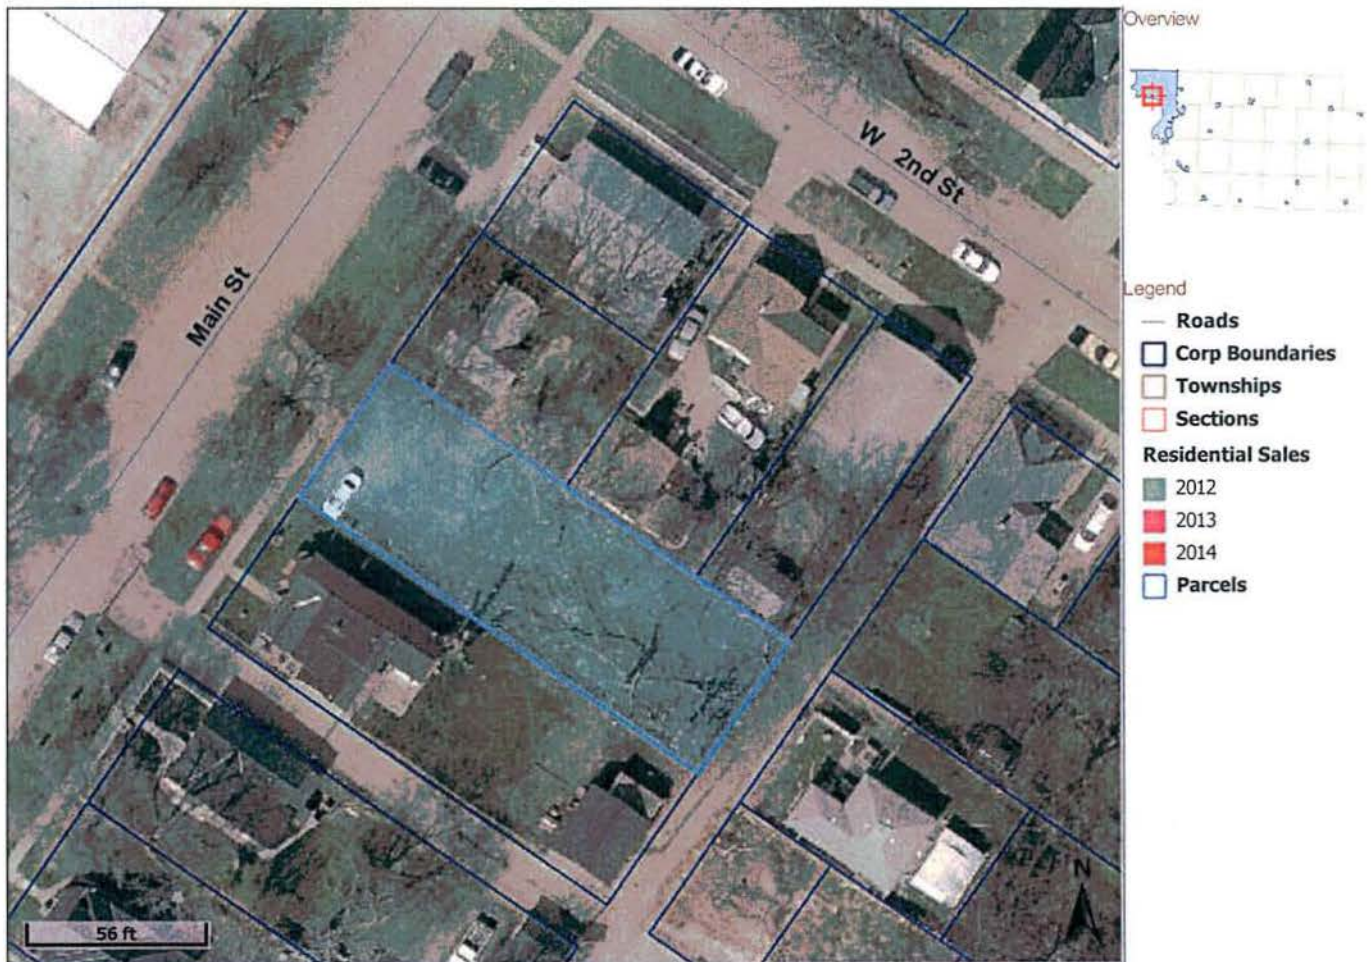 Overview
W 2nd St
Main St
Legend
Roads
Corp Boundaries
Townships
Sections
Residential Sales
2012
2013
2014
Parcels
N
56 ft